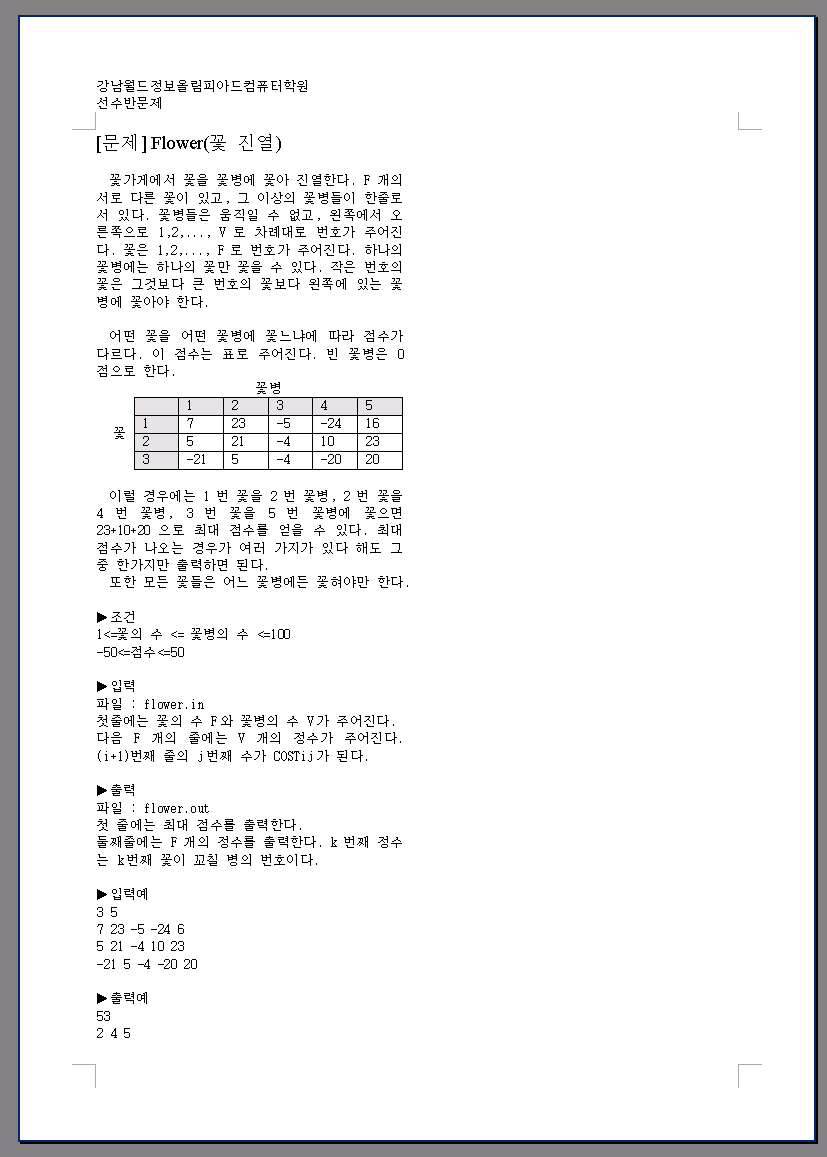 강남월드정보올림피아드컴퓨터학원
선수반문제
[문제] Flower(꽃 진열)
꽃가게에서 꽃을 꽃병에 꽃아 진열한다. F 개의
서로 다른 꽃이 있고, 그 이상의 꽃병들이 한줄로
서 있다. 꽃병들은 움직일 수 없고, 왼쪽에서 오
른쪽으로 1,2,..., V 로 차례대로 번호가 주어진
다. 꽃은 1,2,..., F 로 번호가 주어진다. 하나의
꽃병에는 하나의 꽃만 꽃을 수 있다. 작은 번호의
꽃은 그것보다 큰 번호의 꽃보다 왼쪽에 있는 꽃
병에 꽃아야 한다.
어떤 꽃을 어떤 꽃병에 꽃느냐에 따라 점수가
다르다. 이 점수는 표로 주어진다. 빈 꽃병은 0
점으로 한다.
꽃병
1 2 3 4 5
꽃
1 7 23 -5 -24 16
2 5 21 -4 10 23
3 -21 5 -4 -20 20
이럴 경우에는 1 번 꽃을 2 번 꽃병, 2 번 꽃을
4 번 꽃병, 3 번 꽃을 5 번 꽃병에 꽃으면
23+10+20 으로 최대 점수를 얻을 수 있다. 최대
점수가 나오는 경우가 여러 가지가 있다 해도 그
중 한가지만 출력하면 된다.
또한 모든 꽃들은 어느 꽃병에든 꽃혀야만 한다.
▶조건
1<=꽃의 수 <= 꽃병의 수 <=100
-50<=점수<=50
▶입력
파일 : flower.in
첫줄에는 꽃의 수 F와 꽃병의 수 V가 주어진다.
다음 F 개의 줄에는 V 개의 정수가 주어진다.
(i+1)번째 줄의 j번째 수가 COSTij가 된다.
▶출력
파일 : flower.out
첫 줄에는 최대 점수를 출력한다.
둘째줄에는 F 개의 정수를 출력한다. k 번째 정수
는 k번째 꽃이 꼬칠 병의 번호이다.
▶입력예
3 5
7 23 -5 -24 6
5 21 -4 10 23
-21 5 -4 -20 20
▶출력예
53
2 4 5